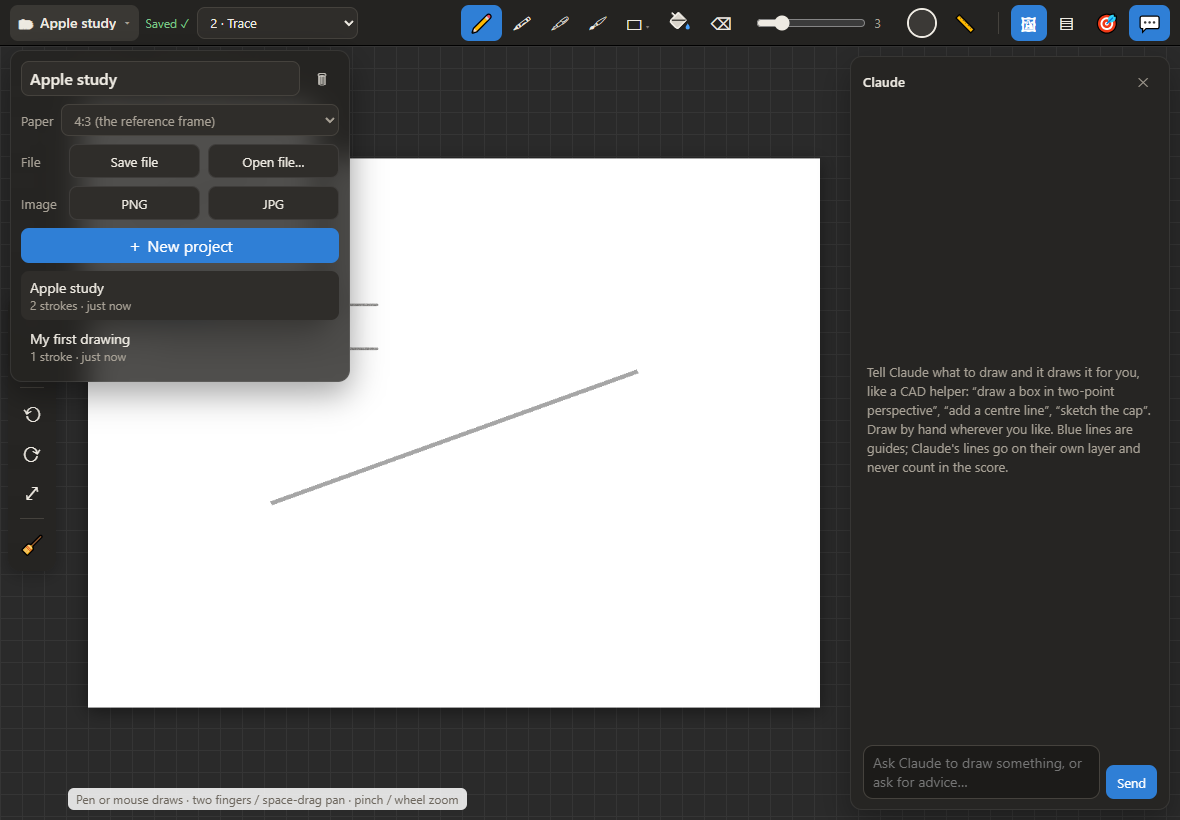 Apple study
Saved ✓
2 · Trace
3
Apple study
Paper
4:3 (the reference frame)
File
Save file
Open file...
Image
PNG
JPG
+ New project
Apple study
2 strokes · just now
My first drawing
1 stroke · just now
Claude
Tell Claude what to draw and it draws it for you,
like a CAD helper: “draw a box in two-point
perspective”, “add a centre line”, “sketch the cap”.
Draw by hand wherever you like. Blue lines are
guides; Claude's lines go on their own layer and
never count in the score.
Ask Claude to draw something, or
ask for advice...
Send
Pen or mouse draws · two fingers / space-drag pan · pinch / wheel zoom